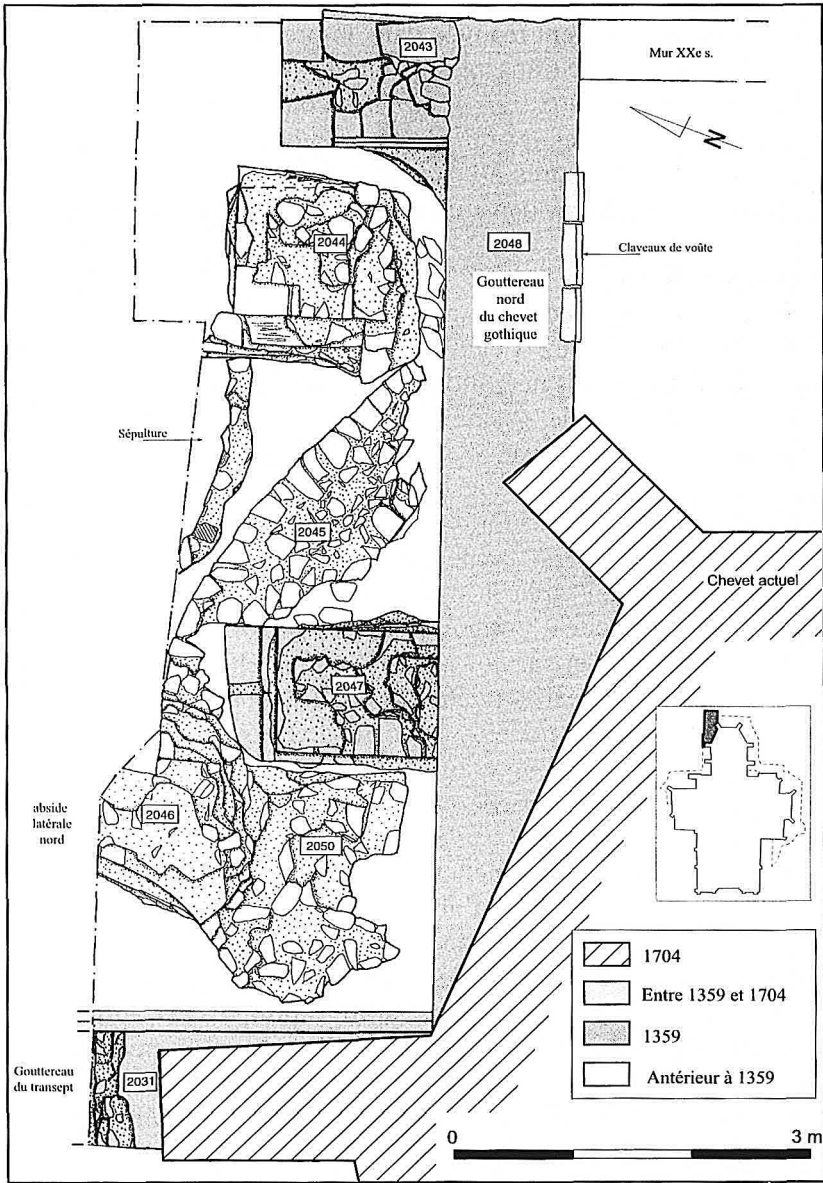 2043
Mur XXe s.
N
2044
2048
Claveaux de voûte
Gouttereau
nord
du chevet
gothique
Sépulture
2045
Chevet actuel
2047
abside
latérale
nord
2046
2050
1704
Entre 1359 et 1704
1359
Antérieur à 1359
Gouttereau
du transept
2031
0
3 m